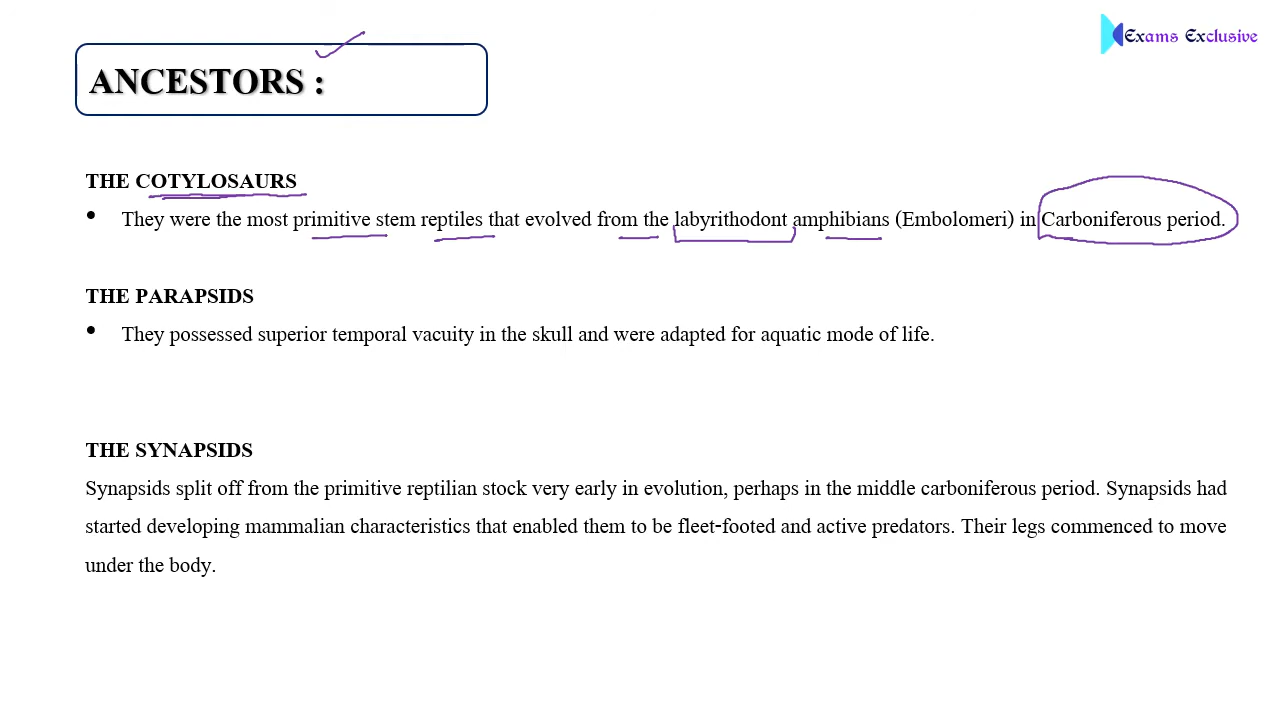 Exams Exclusive
ANCESTORS :
THE COTYLOSAURS
• They were the most primitive stem reptiles that evolved from the labyrithodont amphibians (Embolomeri) in Carboniferous period.
THE PARAPSIDS
• They possessed superior temporal vacuity in the skull and were adapted for aquatic mode of life.
THE SYNAPSIDS
Synapsids split off from the primitive reptilian stock very early in evolution, perhaps in the middle carboniferous period. Synapsids had
started developing mammalian characteristics that enabled them to be fleet-footed and active predators. Their legs commenced to move
under the body.